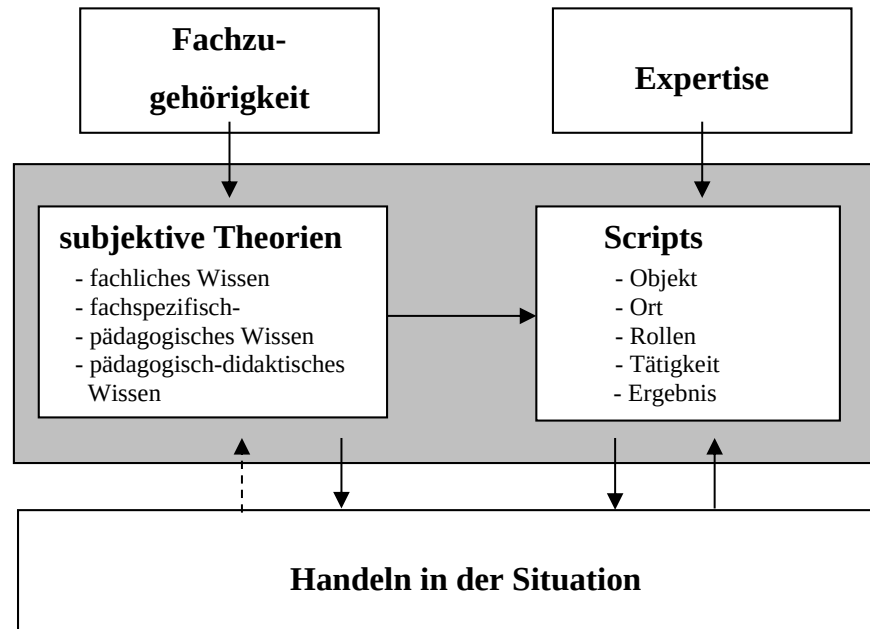 Fachzu-
gehörigkeit
Expertise
subjektive Theorien
- fachliches Wissen
- fachspezifisch-
- pädagogisches Wissen
- pädagogisch-didaktisches
Wissen
Scripts
- Objekt
- Ort
- Rollen
- Tätigkeit
- Ergebnis
Handeln in der Situation